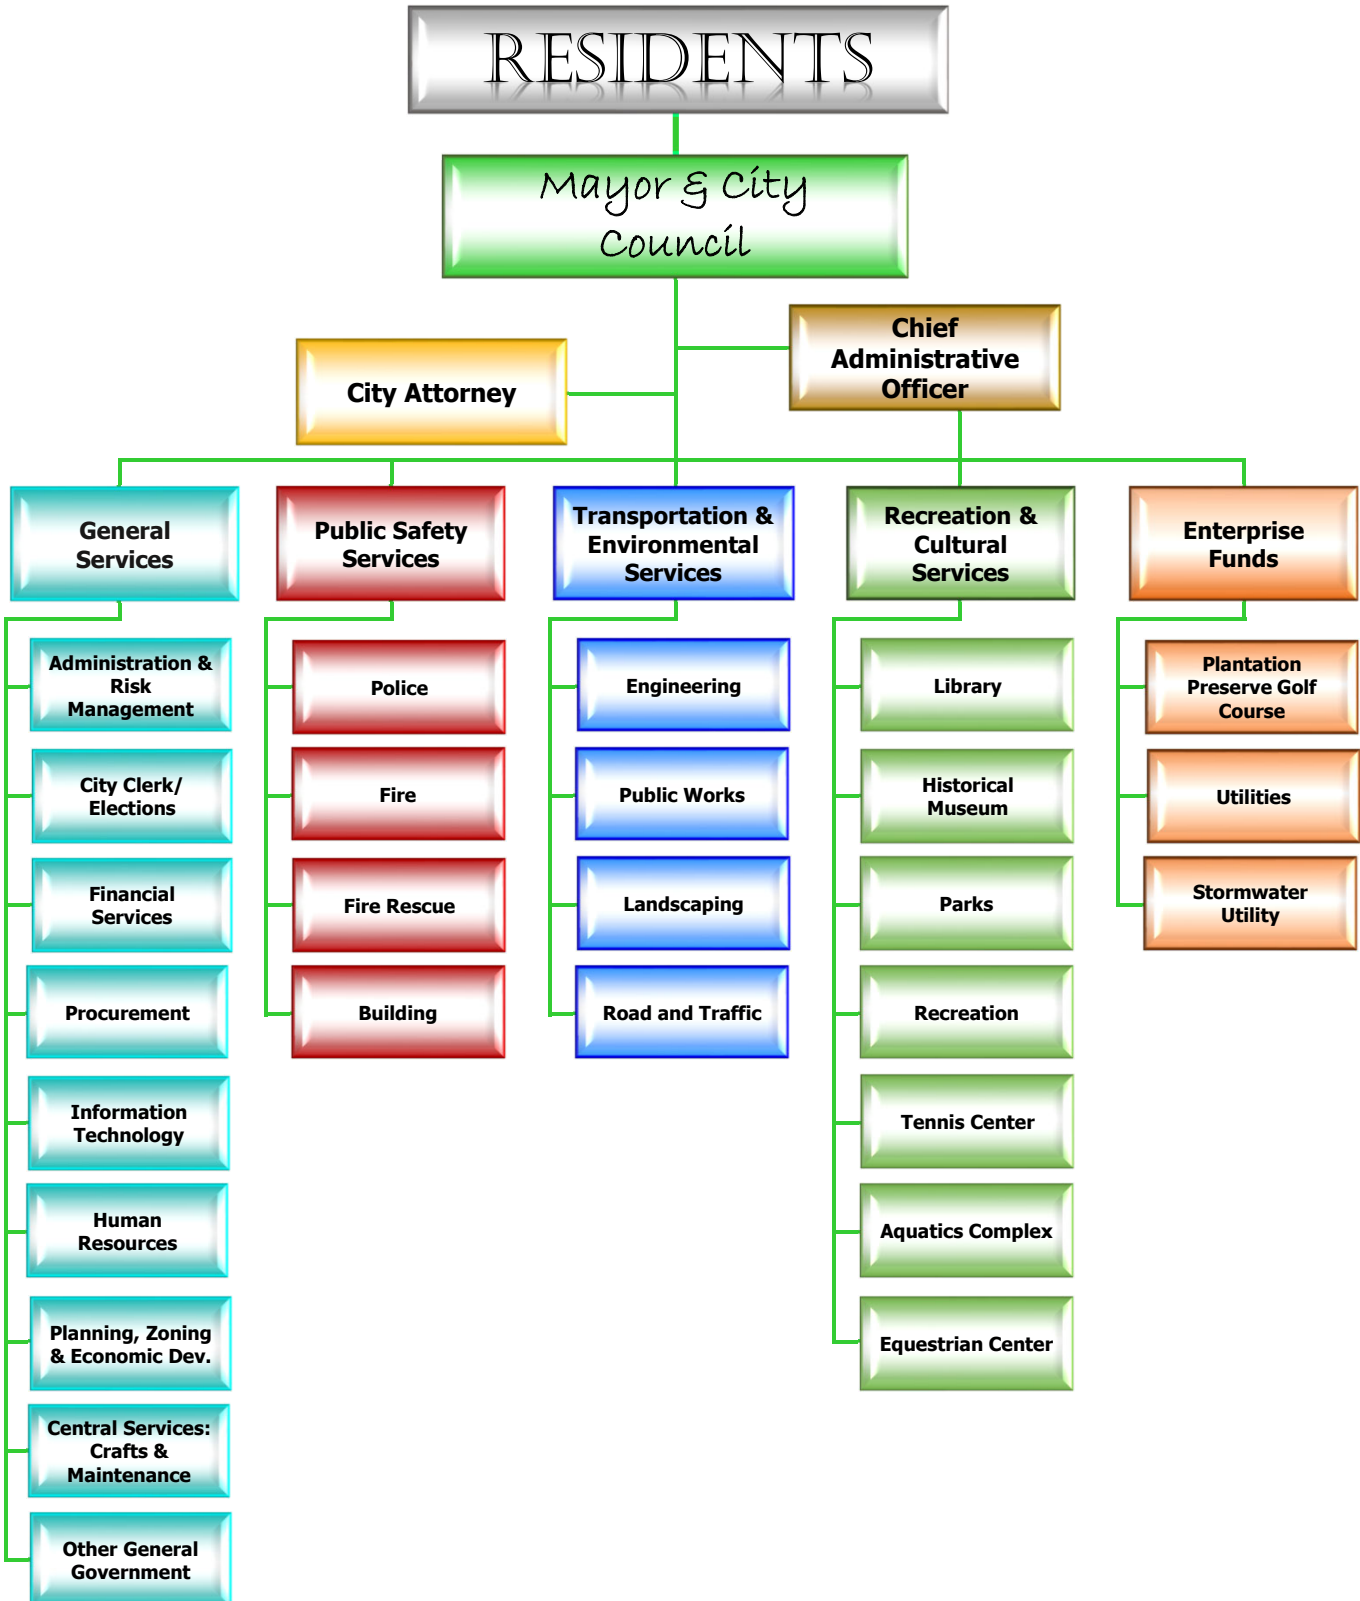 RESIDENTS
Mayor & City
Council
Chief
Administrative
Officer
City Attorney
General
Services
Public Safety
Services
Transportation &
Environmental
Services
Recreation &
Cultural
Services
Enterprise
Funds
Administration &
Risk
Management
City Clerk/
Elections
Financial
Services
Procurement
Information
Technology
Human
Resources
Planning, Zoning
& Economic Dev.
Central Services:
Crafts &
Maintenance
Other General
Government
Police
Fire
Fire Rescue
Building
Engineering
Public Works
Landscaping
Road and Traffic
Library
Historical
Museum
Parks
Recreation
Tennis Center
Aquatics Complex
Equestrian Center
Plantation
Preserve Golf
Course
Utilities
Stormwater
Utility